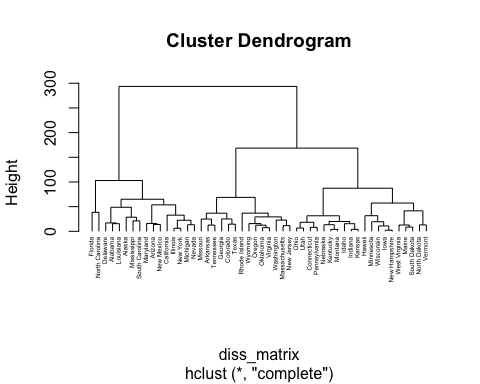 Cluster Dendrogram
Height
0
100
200
300
Florida
North Carolina
Delaware
Alabama
Louisiana
Alaska
Mississippi
South Carolina
Maryland
Arizona
New Mexico
California
Illinois
New York
Michigan
Nevada
Missouri
Arkansas
Tennessee
Georgia
Colorado
Texas
Rhode Island
Wyoming
Oregon
Oklahoma
Virginia
Washington
Massachusetts
New Jersey
Ohio
Utah
Connecticut
Pennsylvania
Nebraska
Kentucky
Montana
Idaho
Indiana
Kansas
Hawaii
Minnesota
Wisconsin
Iowa
New Hampshire
West Virginia
Maine
South Dakota
North Dakota
Vermont
diss_matrix
hclust (*, "complete")